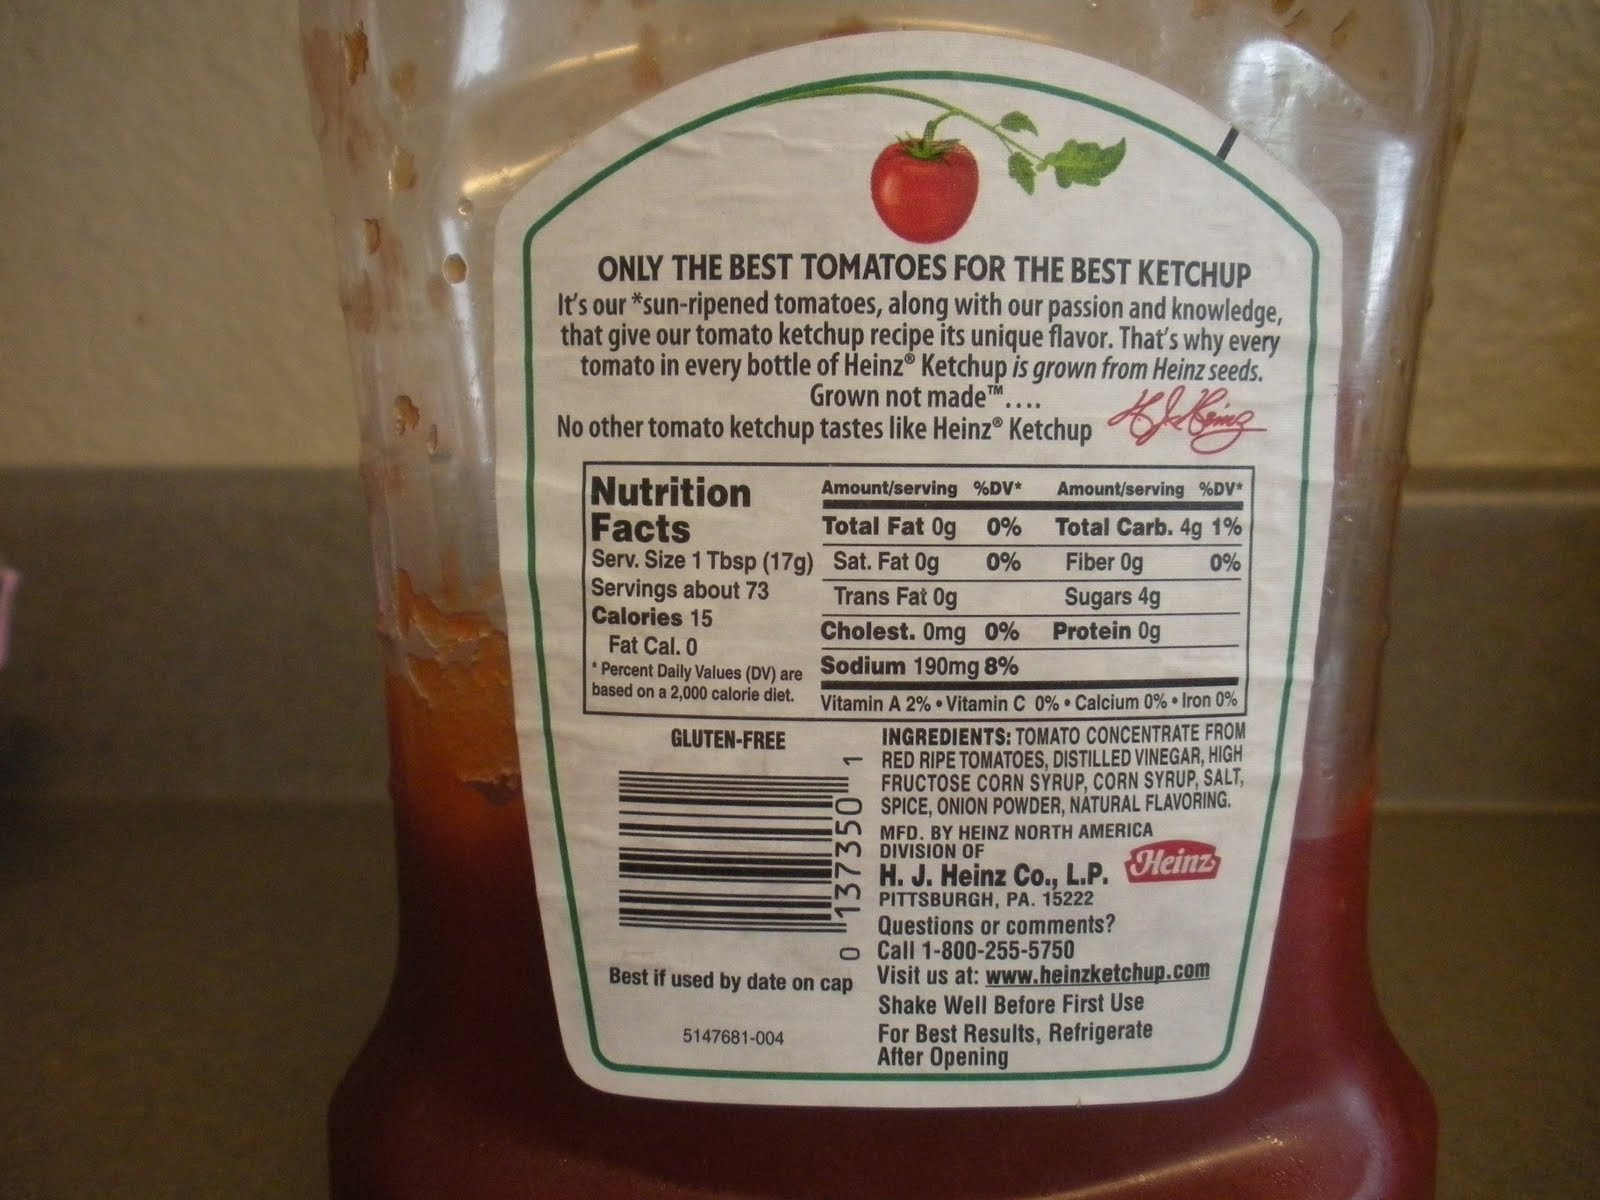 ONLY THE BEST TOMATOES FOR THE BEST KETCHUP
It's our *sun-ripened tomatoes, along with our passion and knowledge,
that give our tomato ketchup recipe its unique flavor. That's why every
tomato in every bottle of Heinz® Ketchup is grown from Heinz seeds.
Grown not made™....
No other tomato ketchup tastes like Heinz® Ketchup
H J Heinz
Nutrition
Facts
Serv. Size 1 Tbsp (17g)
Servings about 73
Calories 15
Fat Cal. 0
* Percent Daily Values (DV) are
based on a 2,000 calorie diet.
Amount/serving %DV* Amount/serving %DV*
Total Fat 0g 0% Total Carb. 4g 1%
Sat. Fat 0g 0% Fiber 0g 0%
Trans Fat 0g Sugars 4g
Cholest. 0mg 0% Protein 0g
Sodium 190mg 8%
Vitamin A 2% • Vitamin C 0% • Calcium 0% • Iron 0%
GLUTEN-FREE
0 1373501
Best if used by date on cap
5147681-004
INGREDIENTS: TOMATO CONCENTRATE FROM
RED RIPE TOMATOES, DISTILLED VINEGAR, HIGH
FRUCTOSE CORN SYRUP, CORN SYRUP, SALT,
SPICE, ONION POWDER, NATURAL FLAVORING.
MFD. BY HEINZ NORTH AMERICA
DIVISION OF
H. J. Heinz Co., L.P.
Heinz
PITTSBURGH, PA. 15222
Questions or comments?
Call 1-800-255-5750
Visit us at: www.heinzketchup.com
Shake Well Before First Use
For Best Results, Refrigerate
After Opening